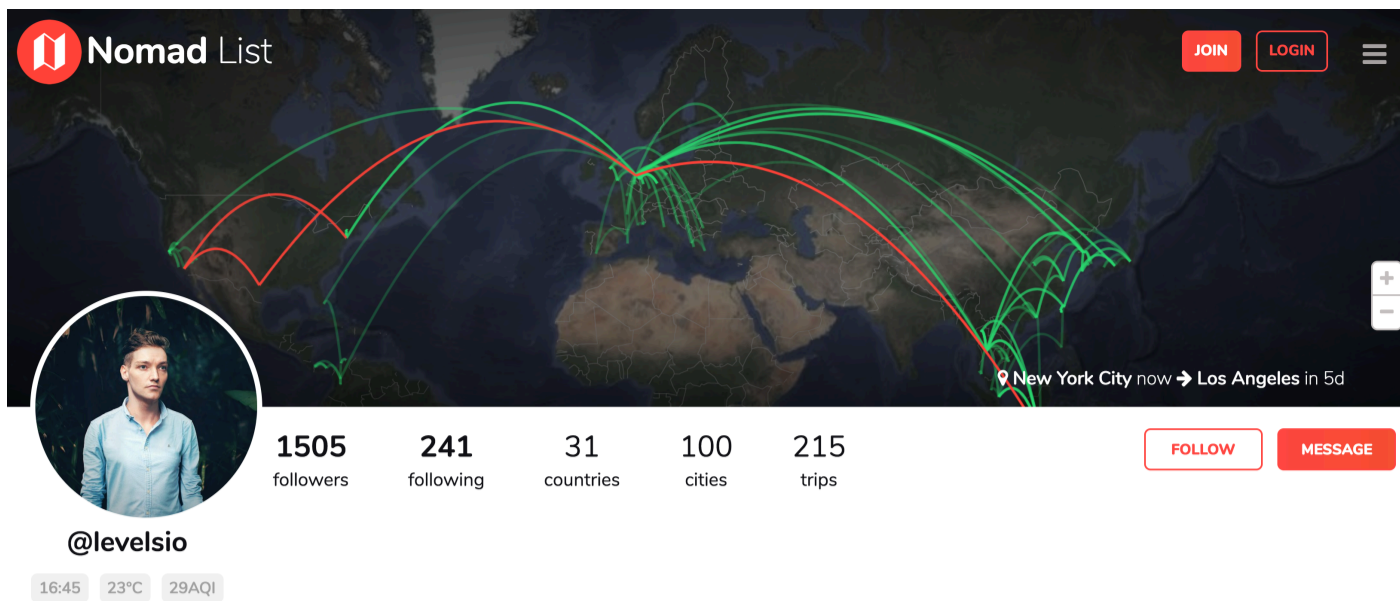 Nomad List
JOIN
LOGIN
New York City now → Los Angeles in 5d
1505
followers
241
following
31
countries
100
cities
215
trips
FOLLOW
MESSAGE
@levelsio
16:45
23°C
29AQI